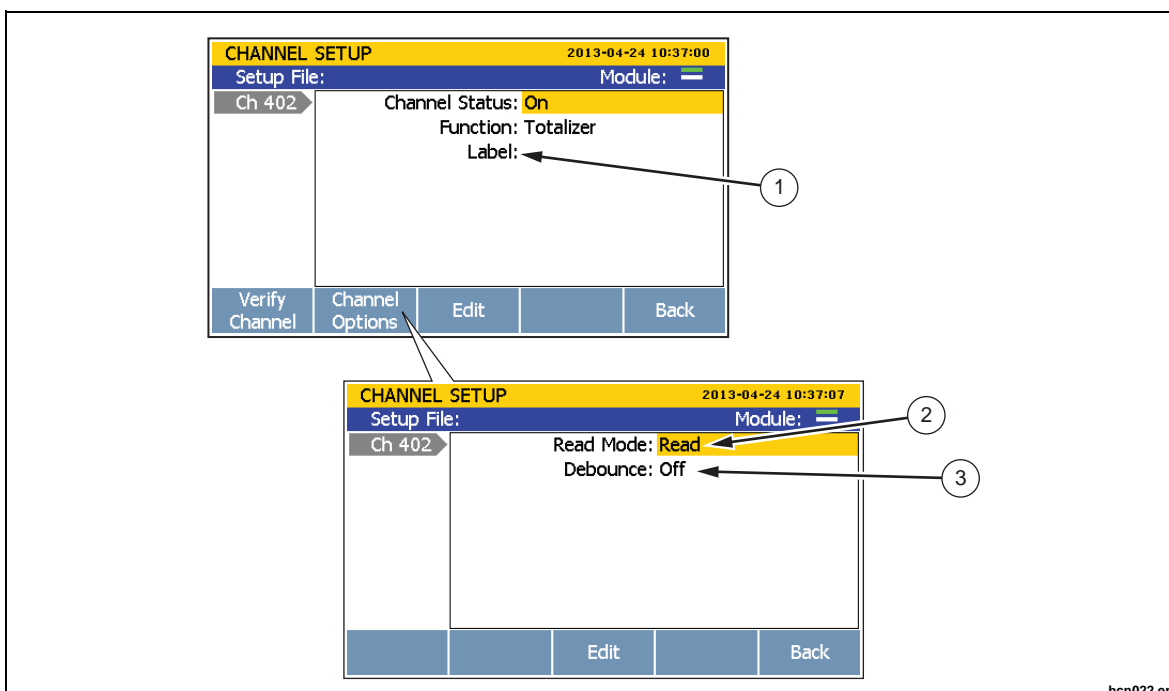 CHANNEL SETUP 2013-04-24 10:37:00
Setup File: Module:
Ch 402 Channel Status: On
Function: Totalizer
Label:
1
Verify Channel Channel Options Edit Back
CHANNEL SETUP 2013-04-24 10:37:07
Setup File: Module:
2
Ch 402 Read Mode: Read
Debounce: Off
3
Edit Back